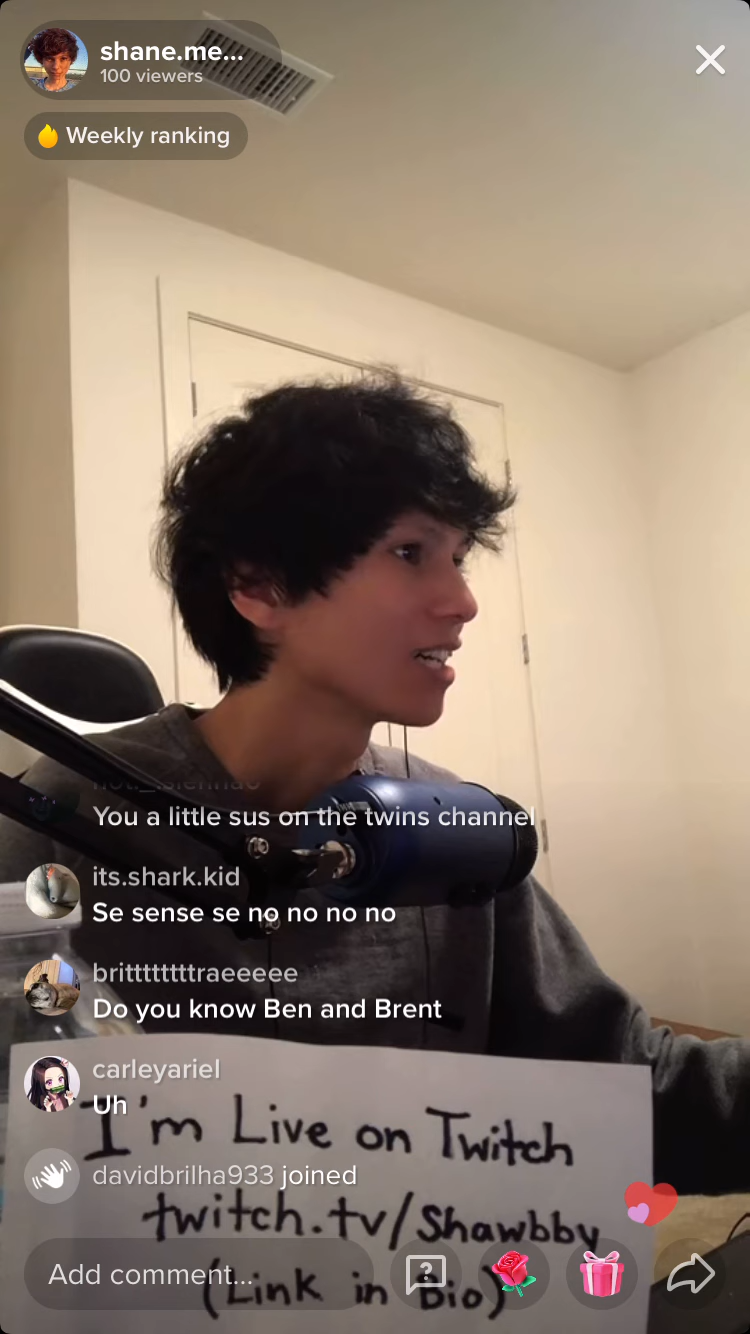 shane.me...
100 viewers
Weekly ranking
You a little sus on the twins channel
its.shark.kid
Se sense se no no no no
brittttttttraeeeee
Do you know Ben and Brent
carleyariel
Uh
I'm Live on Twitch
davidbrilha933 joined
twitch.tv/Shawbby
Add comment...
(Link in Bio)